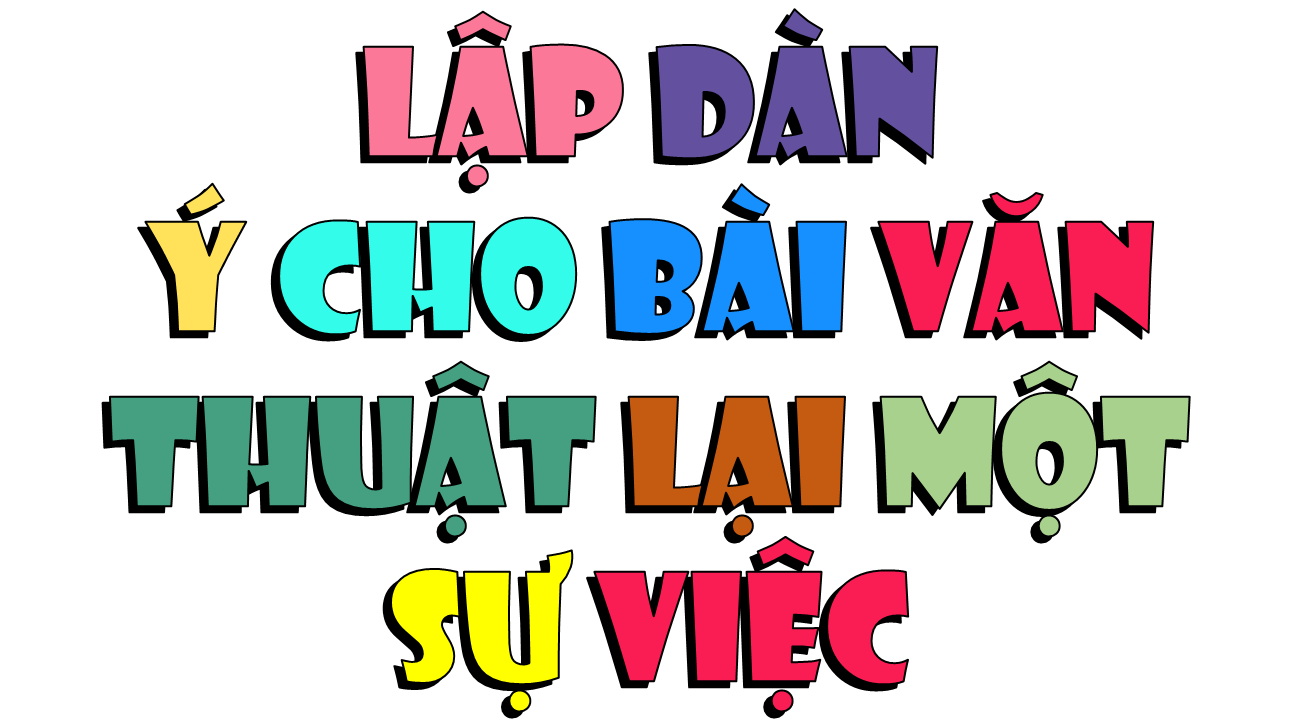 LẬP DÀN
Ý CHO BÀI VĂN
THUẬT LẠI MỘT
SỰ VIỆC